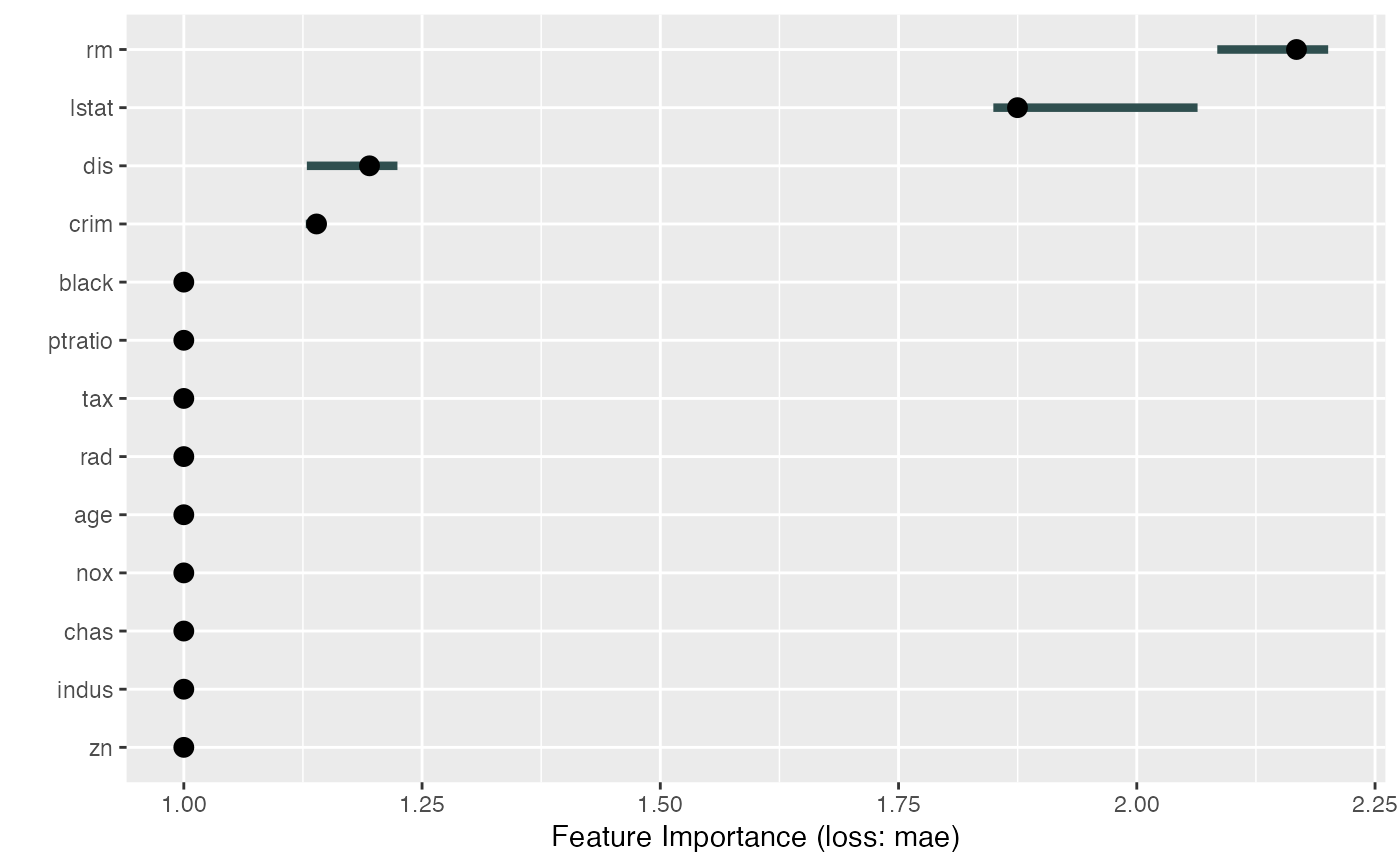 rm
lstat
dis
crim
black
ptratio
tax
rad
age
nox
chas
indus
zn
1.00 1.25 1.50 1.75 2.00 2.25
Feature Importance (loss: mae)